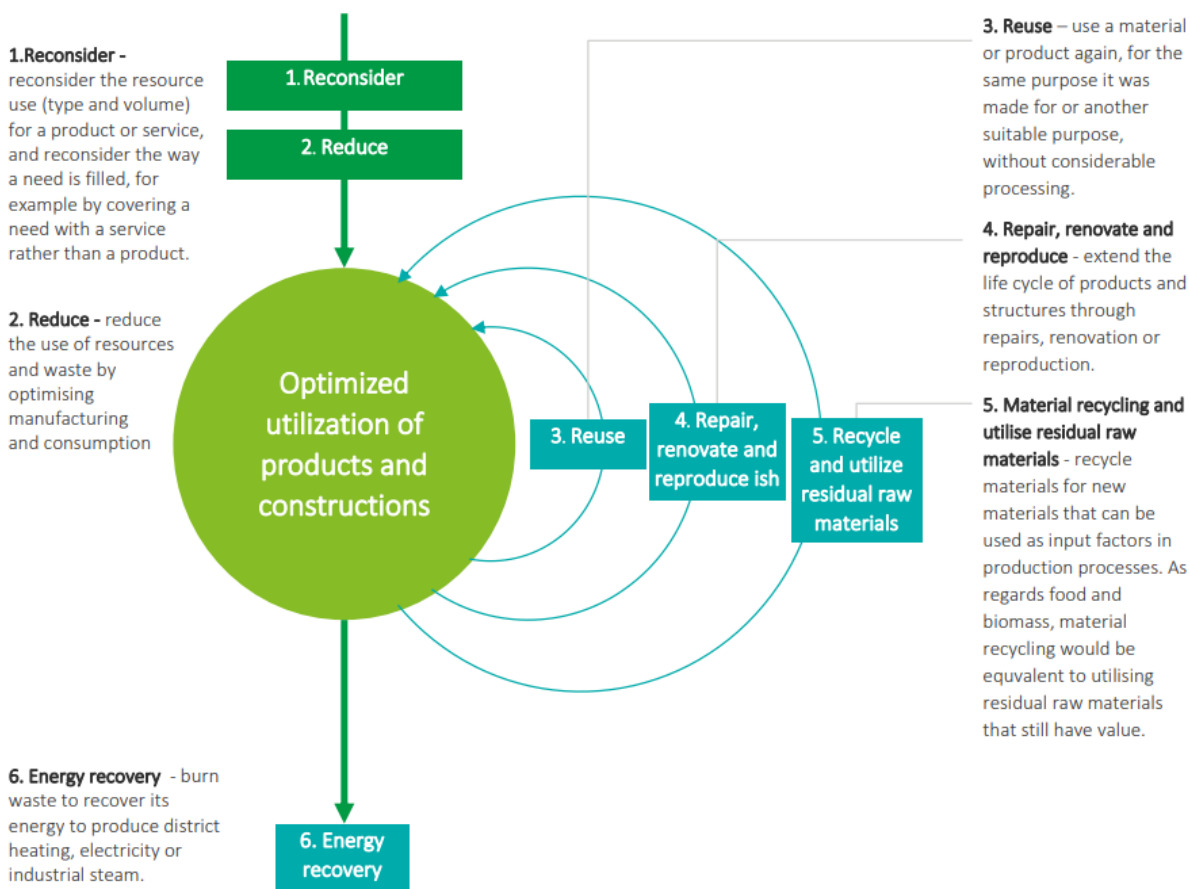 1.Reconsider -
reconsider the resource
use (type and volume)
for a product or service,
and reconsider the way
a need is filled, for
example by covering a
need with a service
rather than a product.
2. Reduce - reduce
the use of resources
and waste by
optimising
manufacturing
and consumption
1. Reconsider
2. Reduce
Optimized
utilization of
products and
constructions
3. Reuse
4. Repair,
renovate and
reproduce ish
5. Recycle
and utilize
residual raw
materials
3. Reuse – use a material
or product again, for the
same purpose it was
made for or another
suitable purpose,
without considerable
processing.
4. Repair, renovate and
reproduce - extend the
life cycle of products and
structures through
repairs, renovation or
reproduction.
5. Material recycling and
utilise residual raw
materials - recycle
materials for new
materials that can be
used as input factors in
production processes. As
regards food and
biomass, material
recycling would be
equvalent to utilising
residual raw materials
that still have value.
6. Energy recovery - burn
waste to recover its
energy to produce district
heating, electricity or
industrial steam.
6. Energy
recovery